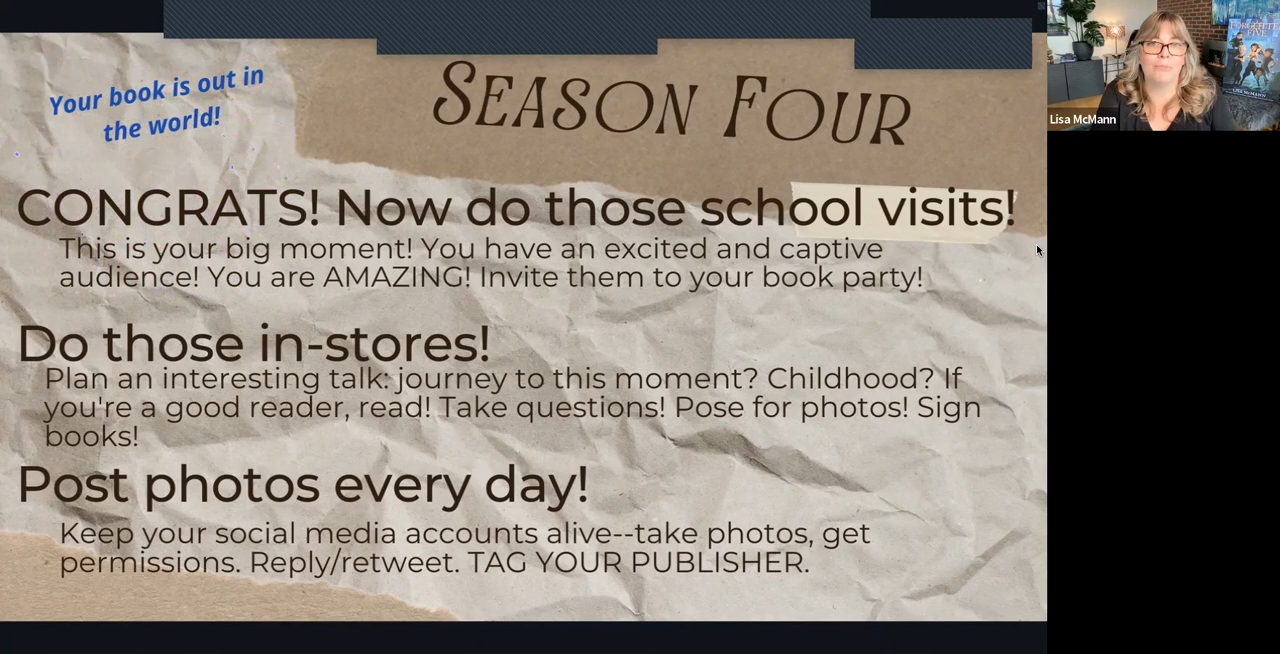 Your book is out in
the world!
SEASON FOUR
CONGRATS! Now do those school visits!
This is your big moment! You have an excited and captive
audience! You are AMAZING! Invite them to your book party!
Do those in-stores!
Plan an interesting talk: journey to this moment? Childhood? If
you're a good reader, read! Take questions! Pose for photos! Sign
books!
Post photos every day!
Keep your social media accounts alive--take photos, get
permissions. Reply/retweet. TAG YOUR PUBLISHER.
FORGOTTEN
FIVE
LISA McMANN
Lisa McMann